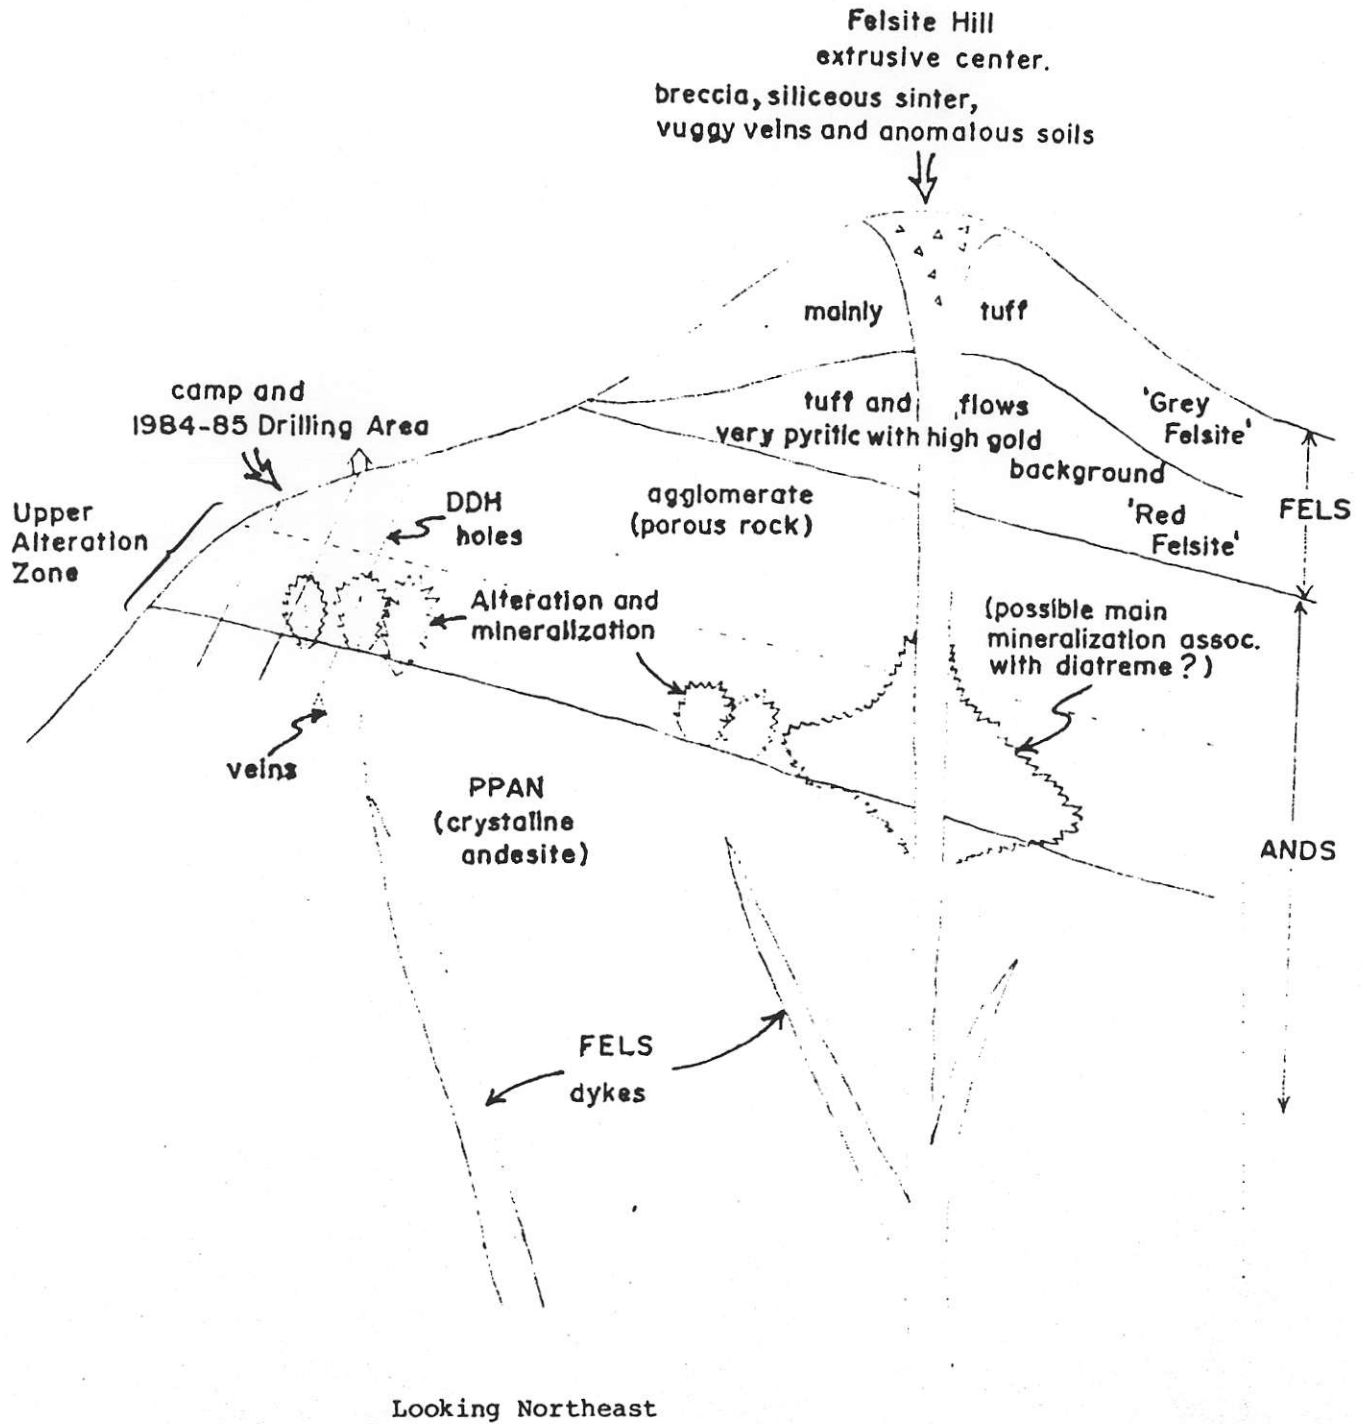 Felsite Hill
extrusive center.
breccia, siliceous sinter,
vuggy veins and anomalous soils
mainly
tuff
camp and
1984-85 Drilling Area
tuff and
flows
very pyritic with high gold
background
'Grey
Felsite'
Upper
Alteration
Zone
DDH
holes
agglomerate
(porous rock)
'Red
Felsite'
FELS
Alteration and
mineralization
(possible main
mineralization assoc.
with diatreme?)
veins
PPAN
(crystaline
andesite)
ANDS
FELS
dykes
Looking Northeast